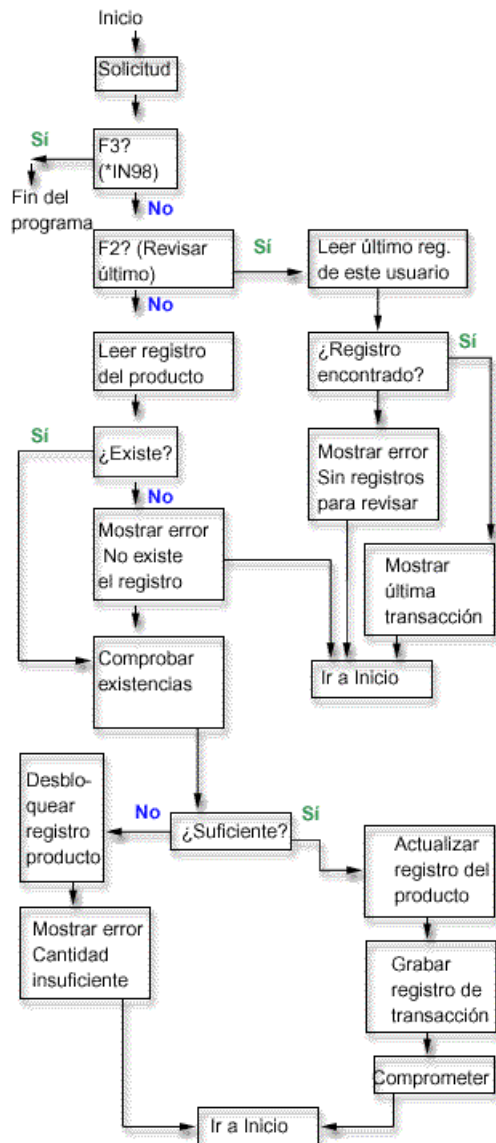 Inicio
Solicitud
Sí
F3?
(*IN98)
Fin del
programa
No
F2? (Revisar
último)
Sí
Leer último reg.
de este usuario
No
Leer registro
del producto
¿Registro
encontrado?
Sí
Sí
¿Existe?
No
Mostrar error
Sin registros
para revisar
Mostrar error
No existe
el registro
Mostrar
última
transacción
Comprobar
existencias
Ir a Inicio
Desblo-
quear
registro
producto
No
¿Suficiente?
Sí
Actualizar
registro del
producto
Mostrar error
Cantidad
insuficiente
Grabar
registro de
transacción
Comprometer
Ir a Inicio